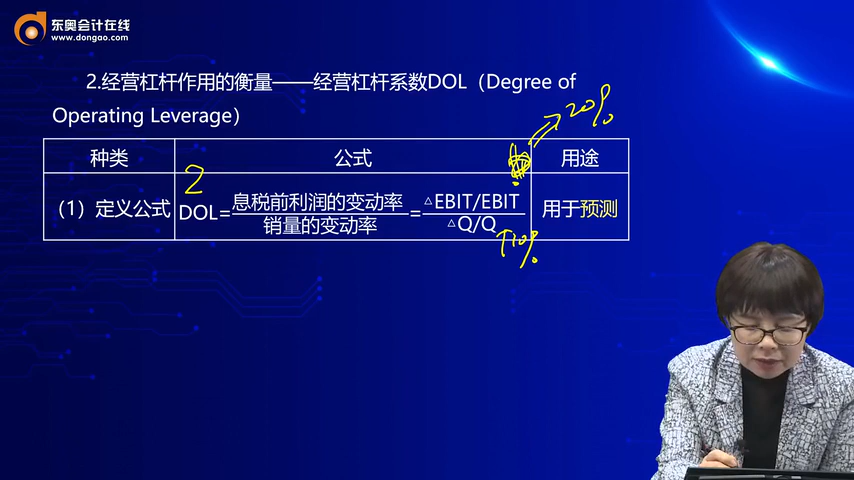 东奥会计在线
www.dongao.com
2.经营杠杆作用的衡量——经营杠杆系数DOL（Degree of
Operating Leverage）
20%
种类 公式 用途
2
（1）定义公式 DOL=息税前利润的变动率/销量的变动率=△EBIT/EBIT/△Q/Q 用于预测
↑10%